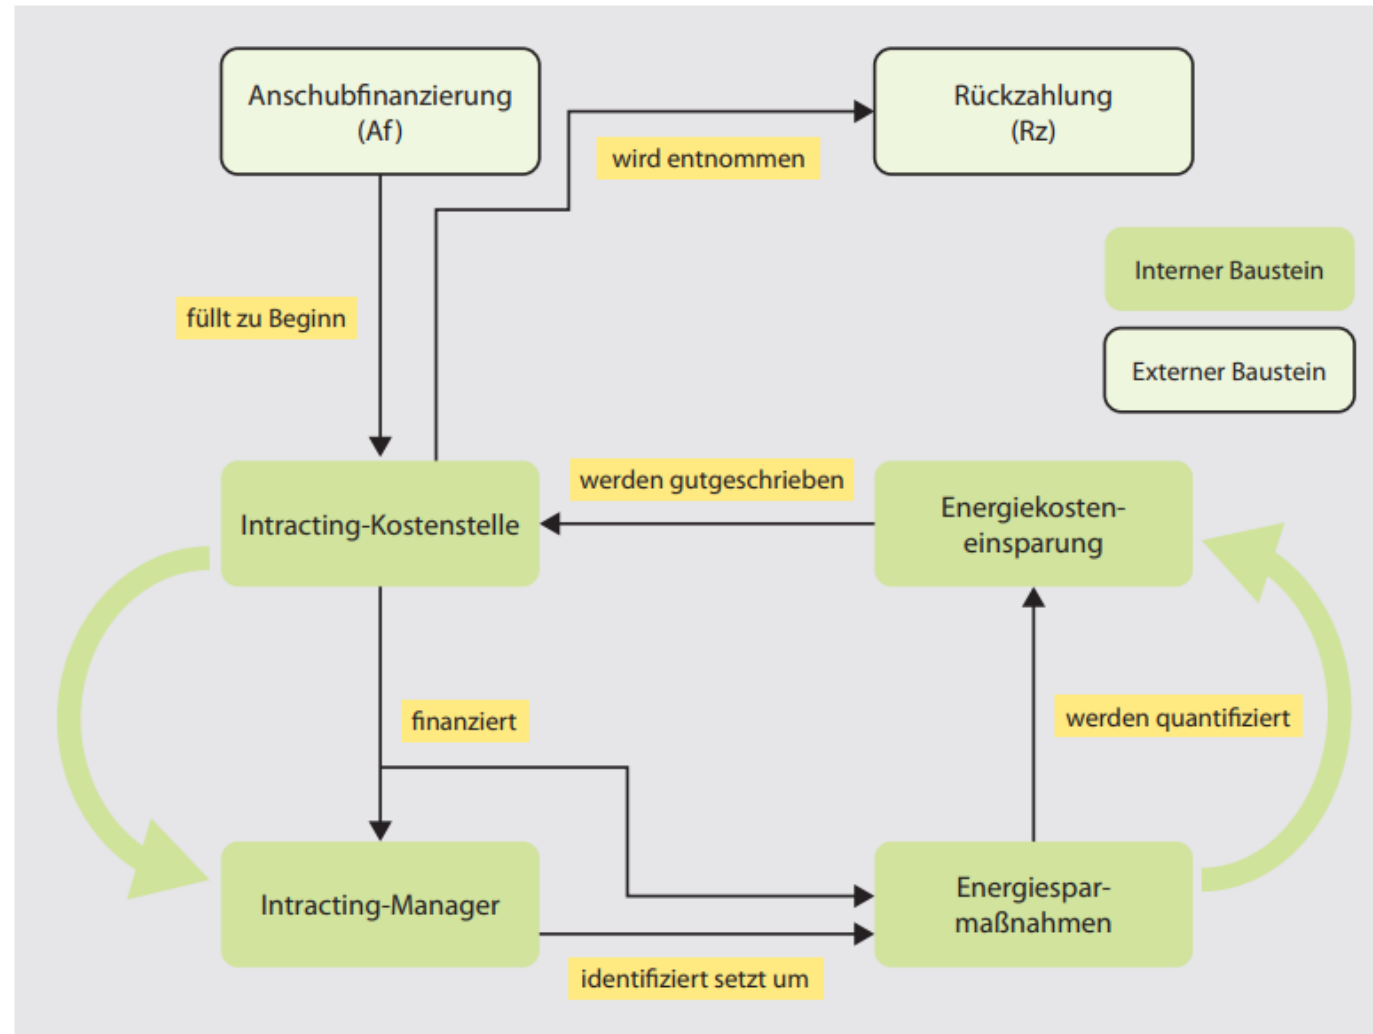 Anschubfinanzierung
(Af)
Rückzahlung
(Rz)
wird entnommen
Interner Baustein
füllt zu Beginn
Externer Baustein
werden gutgeschrieben
Intracting-Kostenstelle
Energiekosten-
einsparung
finanziert
werden quantifiziert
Intracting-Manager
Energiespar-
maßnahmen
identifiziert setzt um